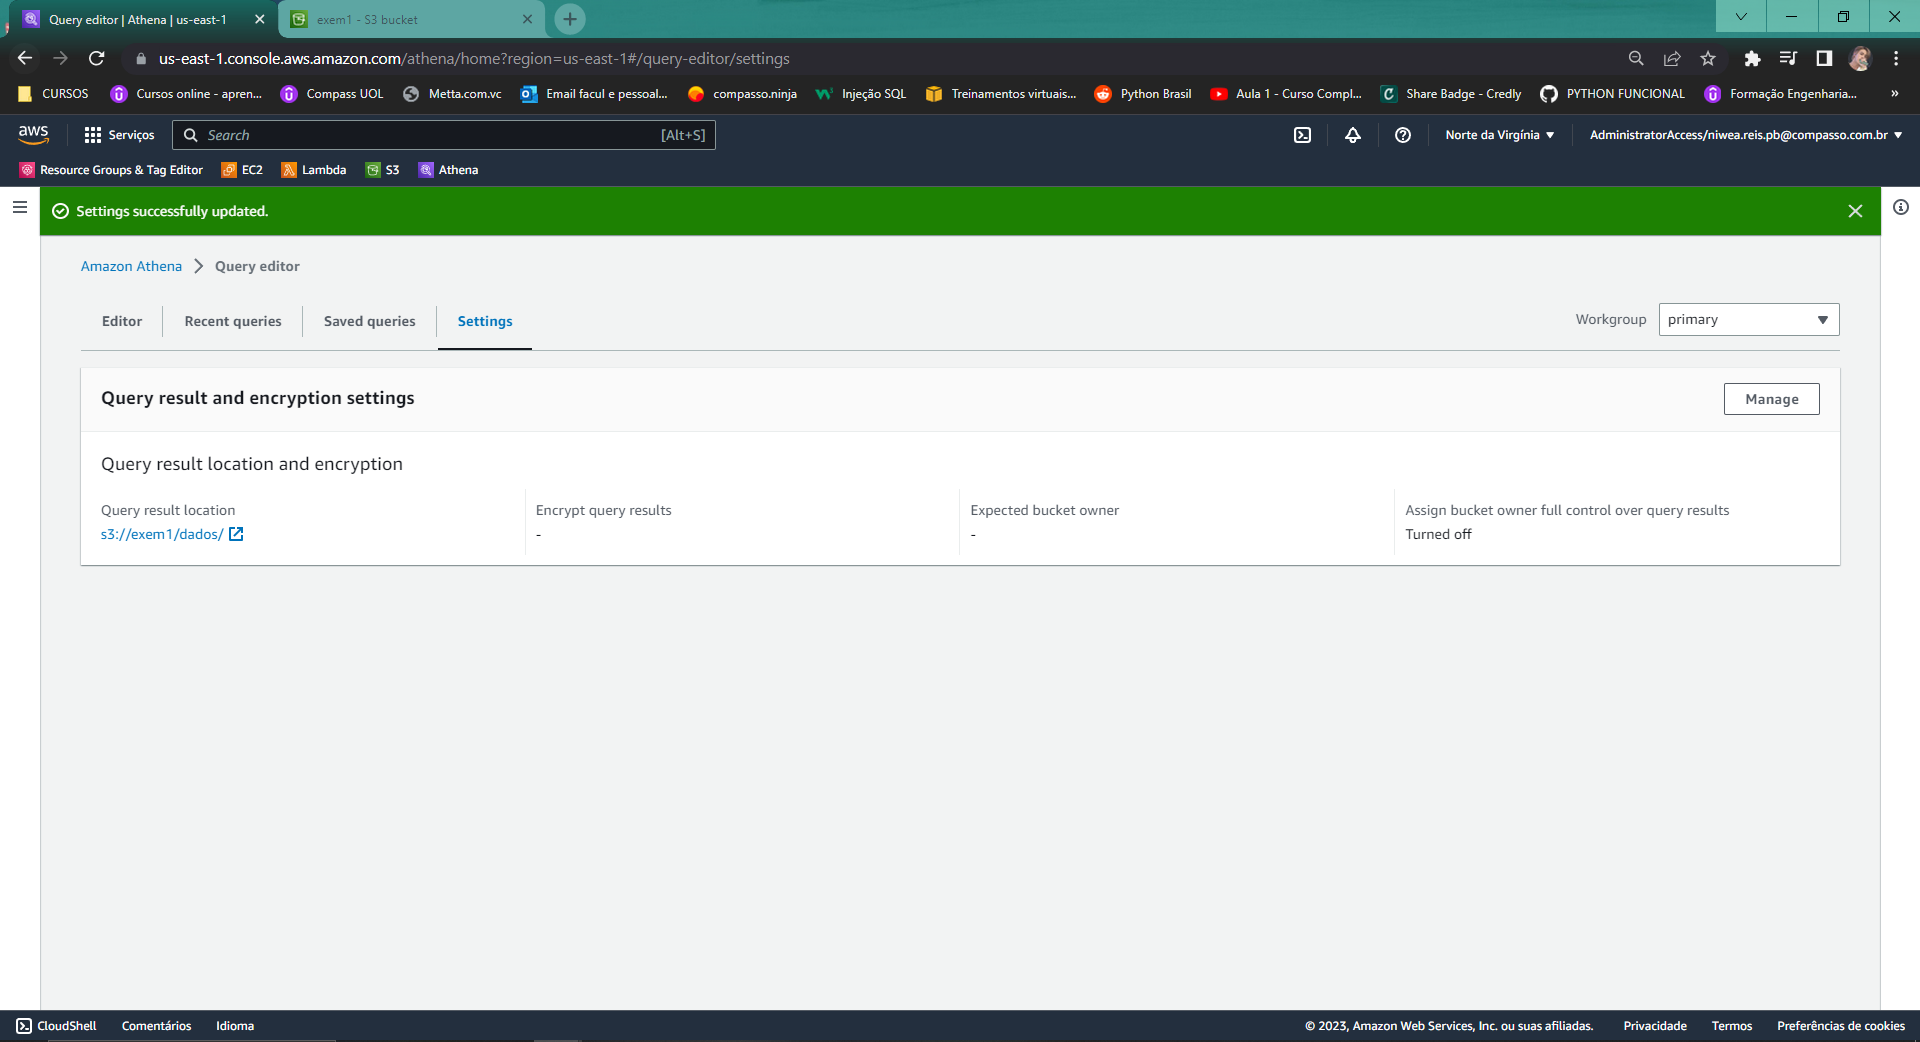 Query editor | Athena | us-east-1
exem1 - S3 bucket
us-east-1.console.aws.amazon.com/athena/home?region=us-east-1#/query-editor/settings
CURSOS
Cursos online - apren...
Compass UOL
Metta.com.vc
Email facul e pessoal...
compasso.ninja
Injeção SQL
Treinamentos virtuais...
Python Brasil
Aula 1 - Curso Compl...
Share Badge - Credly
PYTHON FUNCIONAL
Formação Engenharia...
»
aws
Serviços
Search
[Alt+S]
Norte da Virgínia
AdministratorAccess/niwea.reis.pb@compasso.com.br
Resource Groups & Tag Editor
EC2
Lambda
S3
Athena
Settings successfully updated.
Amazon Athena
Query editor
Editor
Recent queries
Saved queries
Settings
Workgroup
primary
Query result and encryption settings
Manage
Query result location and encryption
Query result location
s3://exem1/dados/
Encrypt query results
-
Expected bucket owner
-
Assign bucket owner full control over query results
Turned off
CloudShell
Comentários
Idioma
© 2023, Amazon Web Services, Inc. ou suas afiliadas.
Privacidade
Termos
Preferências de cookies